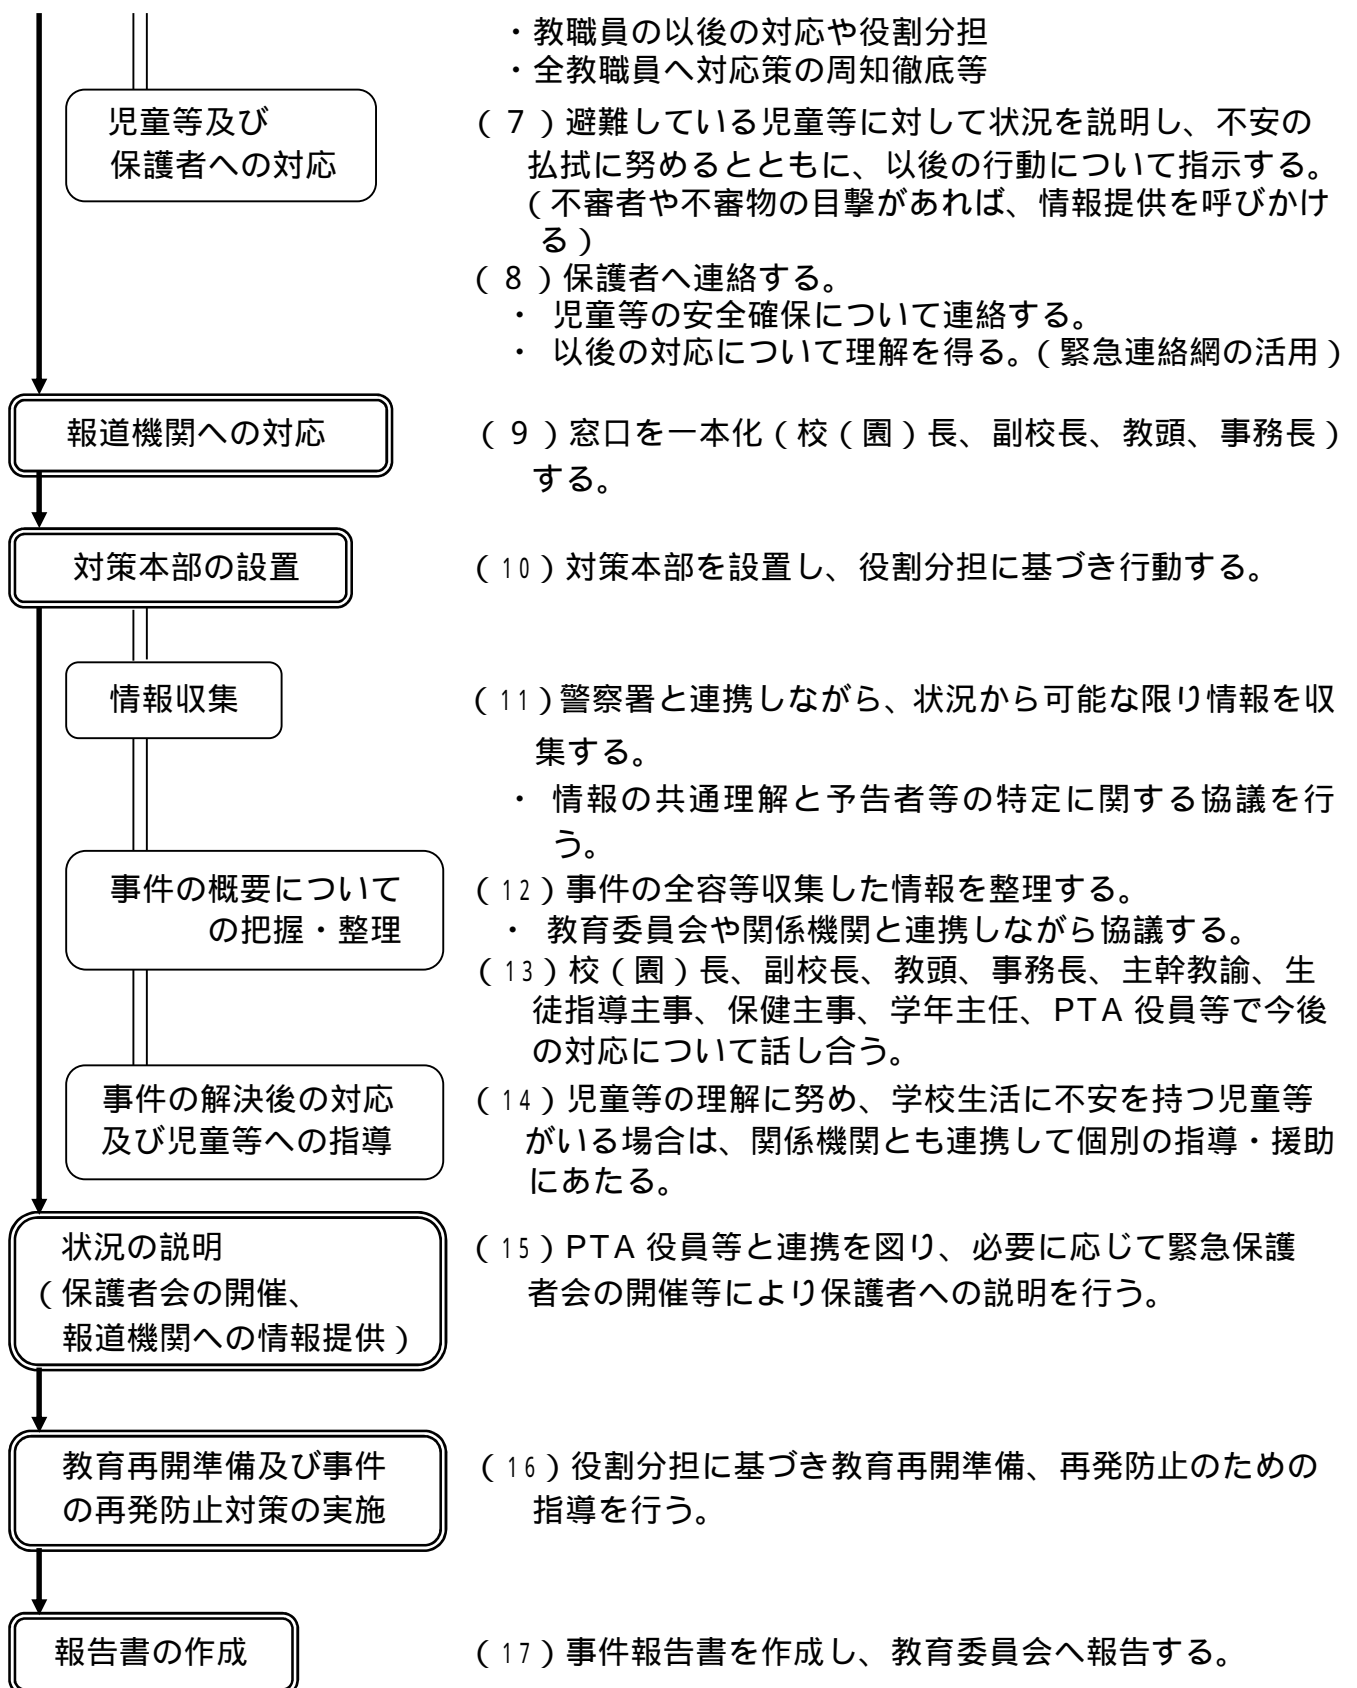 ・教職員の以後の対応や役割分担
・全教職員へ対応策の周知徹底等
児童等及び
保護者への対応
(７)避難している児童等に対して状況を説明し、不安の
払拭に努めるとともに、以後の行動について指示する。
(不審者や不審物の目撃があれば、情報提供を呼びかけ
る)
(８)保護者へ連絡する。
・ 児童等の安全確保について連絡する。
・ 以後の対応について理解を得る。(緊急連絡網の活用)
報道機関への対応
(９)窓口を一本化(校(園)長、副校長、教頭、事務長)
する。
対策本部の設置
(10)対策本部を設置し、役割分担に基づき行動する。
情報収集
(11)警察署と連携しながら、状況から可能な限り情報を収
集する。
・ 情報の共通理解と予告者等の特定に関する協議を行
う。
事件の概要について
の把握・整理
(12)事件の全容等収集した情報を整理する。
・ 教育委員会や関係機関と連携しながら協議する。
(13)校(園)長、副校長、教頭、事務長、主幹教諭、生
徒指導主事、保健主事、学年主任、PTA 役員等で今後
の対応について話し合う。
事件の解決後の対応
及び児童等への指導
(14)児童等の理解に努め、学校生活に不安を持つ児童等
がいる場合は、関係機関とも連携して個別の指導・援助
にあたる。
状況の説明
(保護者会の開催、
報道機関への情報提供)
(15)PTA 役員等と連携を図り、必要に応じて緊急保護
者会の開催等により保護者への説明を行う。
教育再開準備及び事件
の再発防止対策の実施
(16)役割分担に基づき教育再開準備、再発防止のための
指導を行う。
報告書の作成
(17)事件報告書を作成し、教育委員会へ報告する。